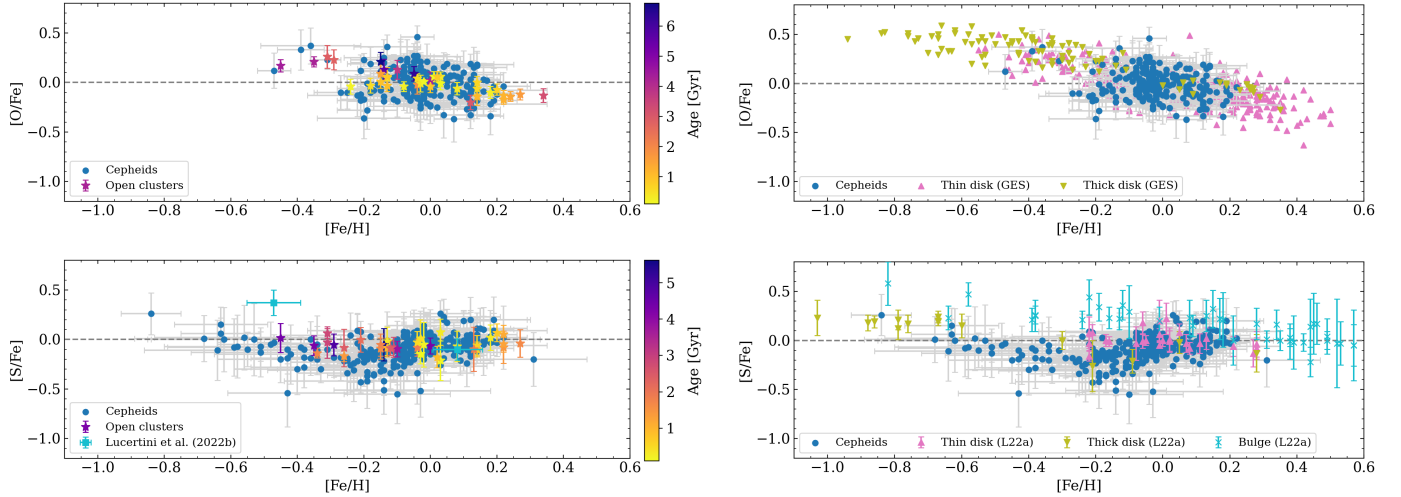 [O/Fe]
0.5
0.0
−0.5
−1.0
−1.0 −0.8 −0.6 −0.4 −0.2 0.0 0.2 0.4 0.6
[Fe/H]
Cepheids
Open clusters
6
5
4
3
2
1
Age [Gyr]
[O/Fe]
0.5
0.0
−0.5
−1.0
−1.0 −0.8 −0.6 −0.4 −0.2 0.0 0.2 0.4 0.6
[Fe/H]
Cepheids Thin disk (GES) Thick disk (GES)
[S/Fe]
0.5
0.0
−0.5
−1.0
−1.0 −0.8 −0.6 −0.4 −0.2 0.0 0.2 0.4 0.6
[Fe/H]
Cepheids
Open clusters
Lucertini et al. (2022b)
5
4
3
2
1
Age [Gyr]
[S/Fe]
0.5
0.0
−0.5
−1.0
−1.0 −0.8 −0.6 −0.4 −0.2 0.0 0.2 0.4 0.6
[Fe/H]
Cepheids Thin disk (L22a) Thick disk (L22a) Bulge (L22a)